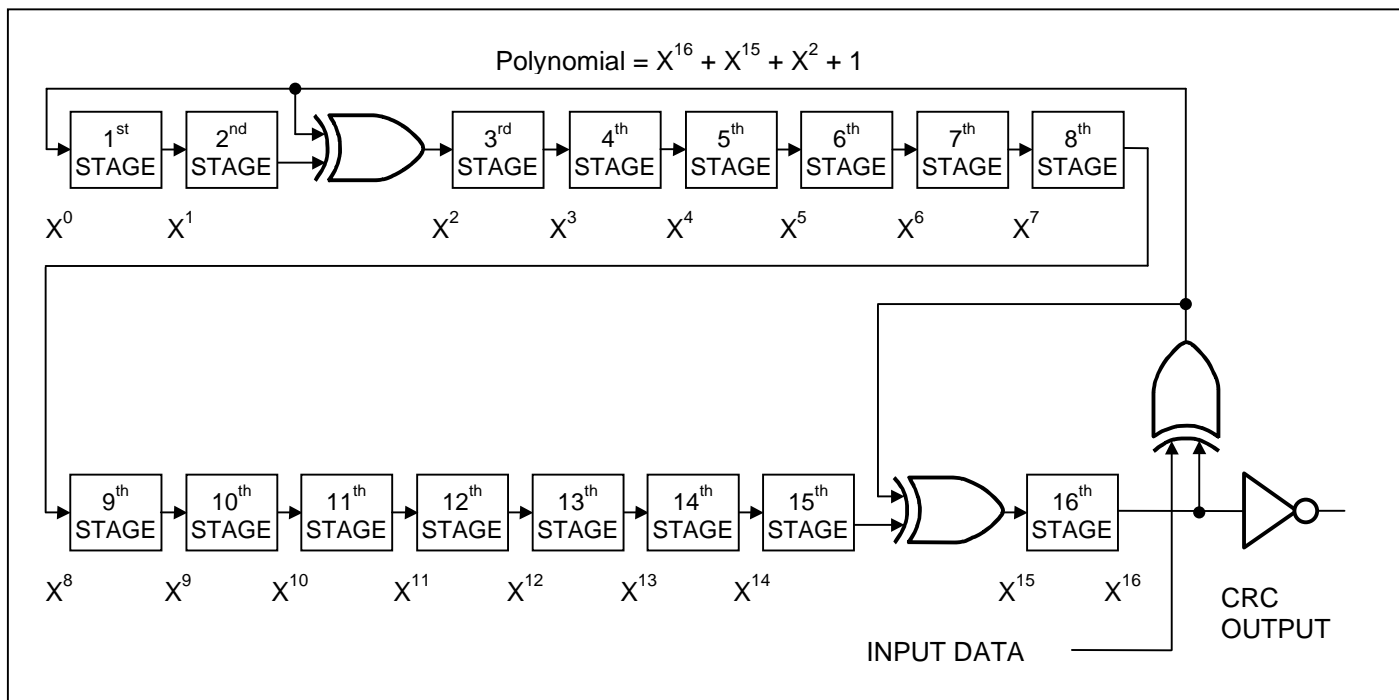 Polynomial = X¹⁶ + X¹⁵ + X² + 1
1ˢᵗ STAGE
2ⁿᵈ STAGE
3ʳᵈ STAGE
4ᵗʰ STAGE
5ᵗʰ STAGE
6ᵗʰ STAGE
7ᵗʰ STAGE
8ᵗʰ STAGE
X⁰ X¹ X² X³ X⁴ X⁵ X⁶ X⁷
9ᵗʰ STAGE
10ᵗʰ STAGE
11ᵗʰ STAGE
12ᵗʰ STAGE
13ᵗʰ STAGE
14ᵗʰ STAGE
15ᵗʰ STAGE
16ᵗʰ STAGE
X⁸ X⁹ X¹⁰ X¹¹ X¹² X¹³ X¹⁴ X¹⁵ X¹⁶
CRC
OUTPUT
INPUT DATA